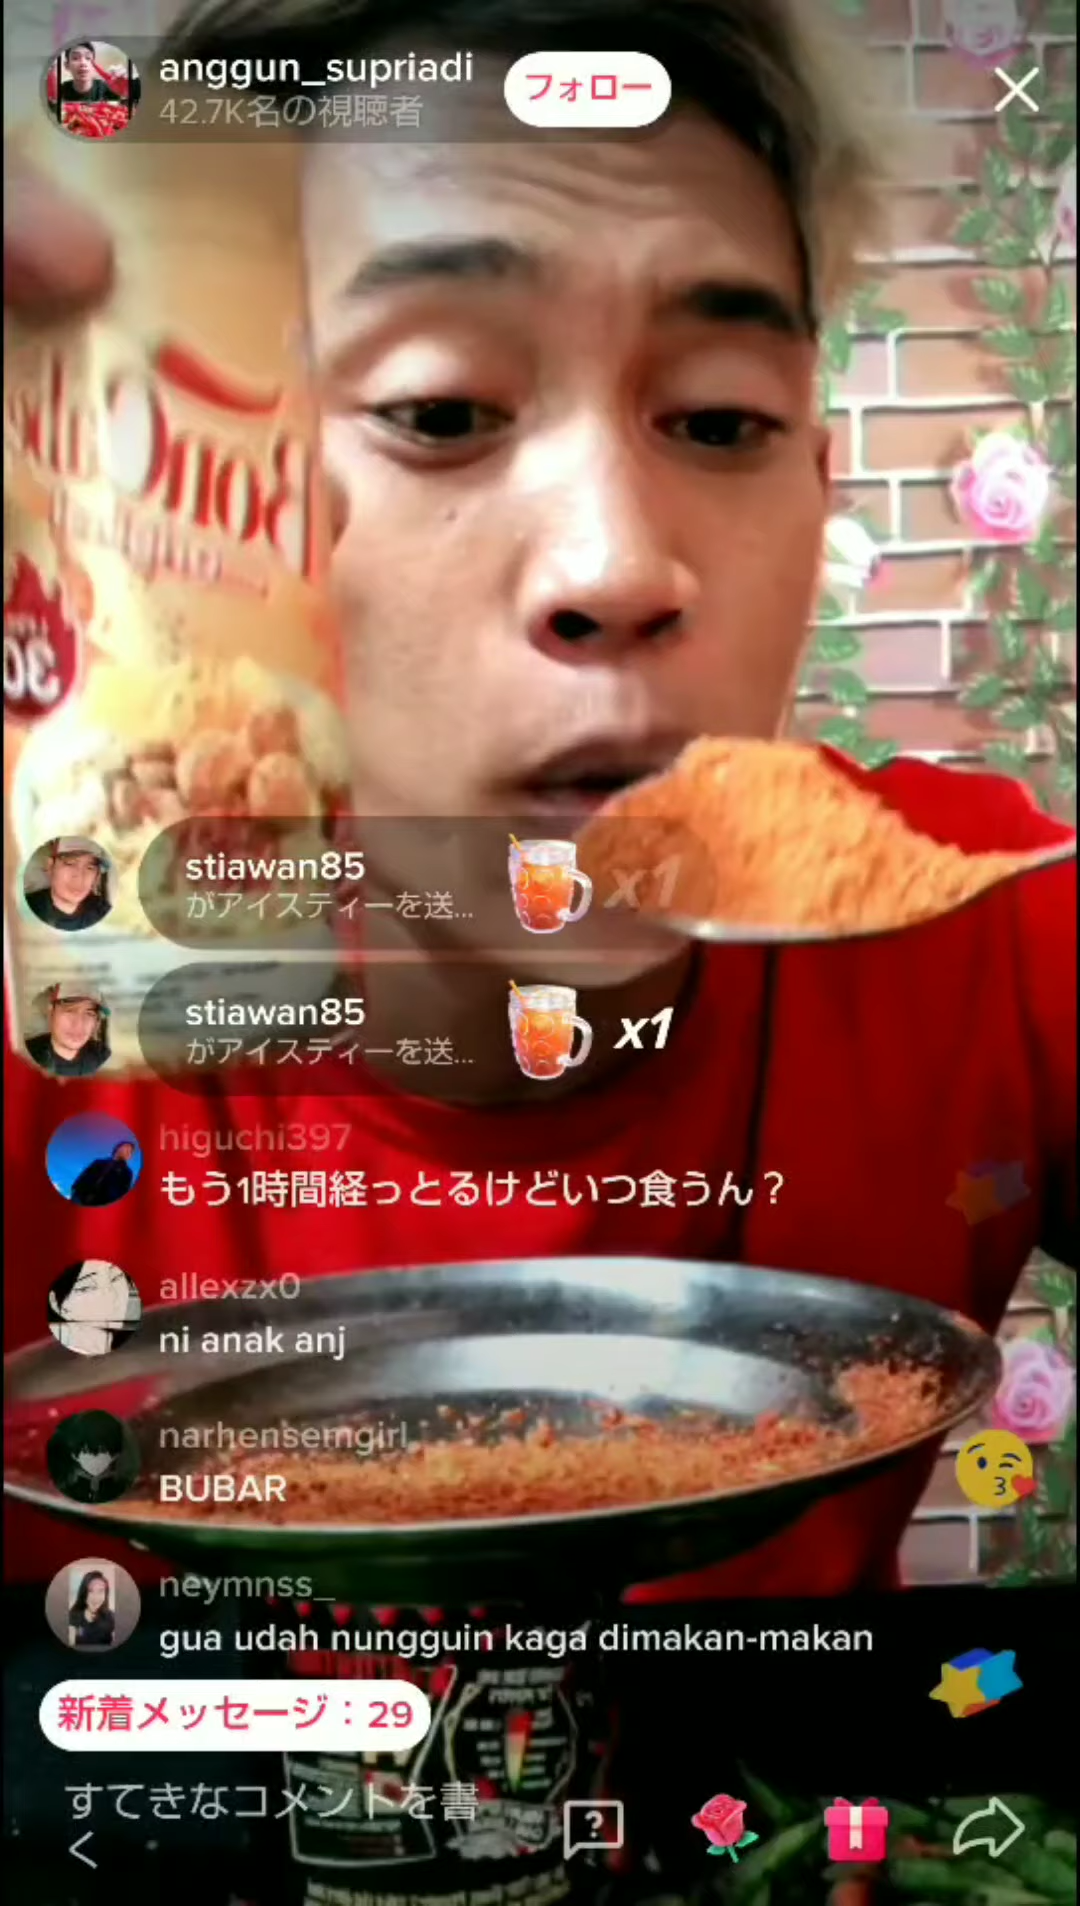 anggun_supriadi
42.7K名の視聴者
フォロー
stiawan85
がアイスティーを送...
x1
stiawan85
がアイスティーを送...
x1
higuchi397
もう1時間経っとるけどいつ食うん？
allexzx0
ni anak anj
narhensemgirl
BUBAR
neymnss_
gua udah nungguin kaga dimakan-makan
新着メッセージ：29
すてきなコメントを書